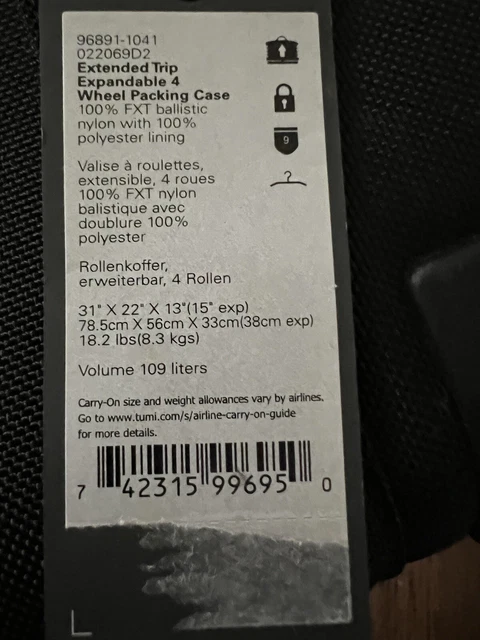 96891-1041
022069D2
Extended Trip
Expandable 4
Wheel Packing Case
100% FXT ballistic
nylon with 100%
polyester lining
9
Valise à roulettes,
extensible, 4 roues
100% FXT nylon
balistique avec
doublure 100%
polyester
Rollenkoffer,
erweiterbar, 4 Rollen
31" X 22" X 13"(15" exp)
78.5cm X 56cm X 33cm(38cm exp)
18.2 lbs(8.3 kgs)
Volume 109 liters
Carry-On size and weight allowances vary by airlines.
Go to www.tumi.com/s/airline-carry-on-guide
for more details.
7 42315 99695 0